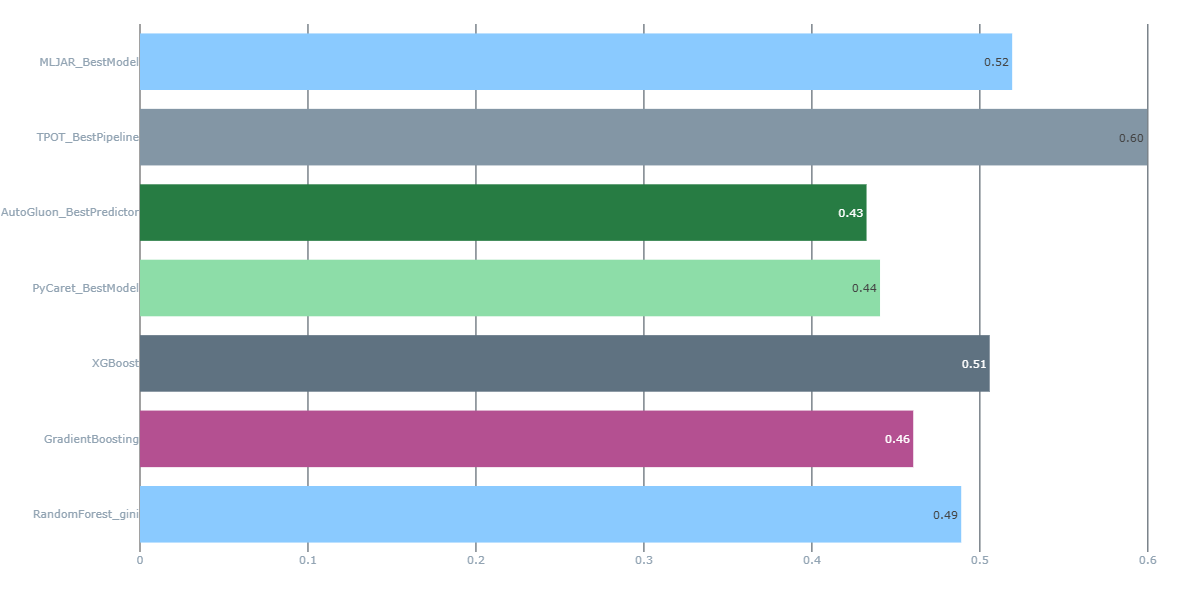 MLJAR_BestModel 0.52
TPOT_BestPipeline 0.60
AutoGluon_BestPredictor 0.43
PyCaret_BestModel 0.44
XGBoost 0.51
GradientBoosting 0.46
RandomForest_gini 0.49
0 0.1 0.2 0.3 0.4 0.5 0.6